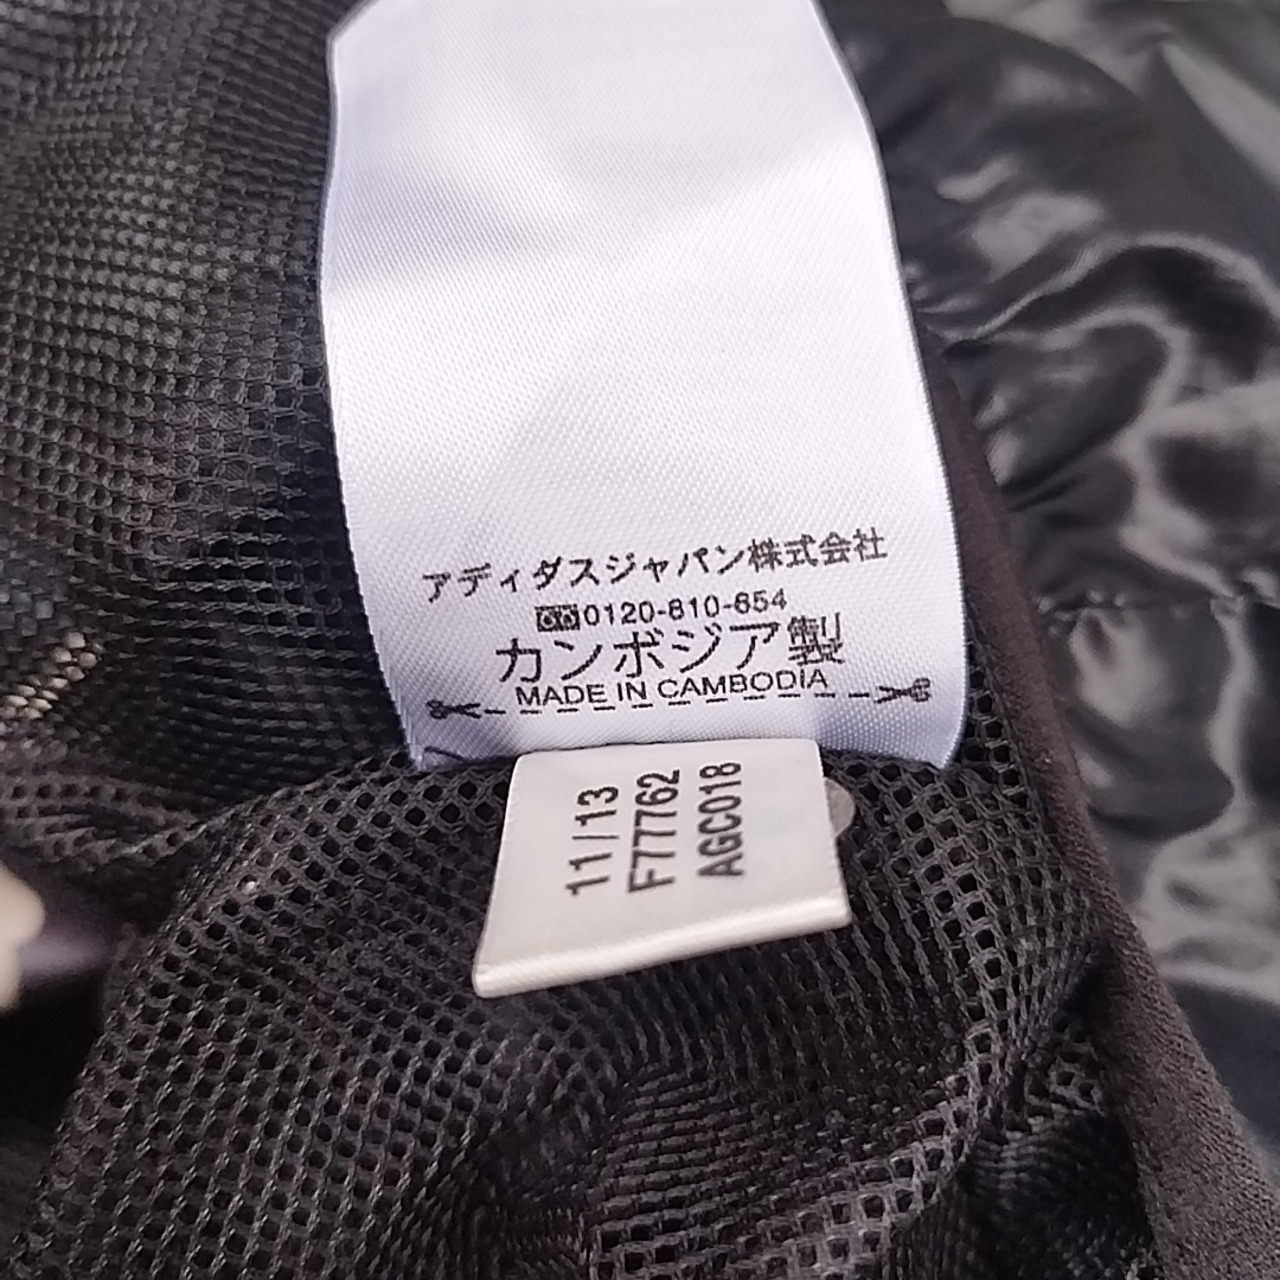 アディダスジャパン株式会社
0120-810-654
カンボジア製
MADE IN CAMBODIA
11/13
F77762
AGC018